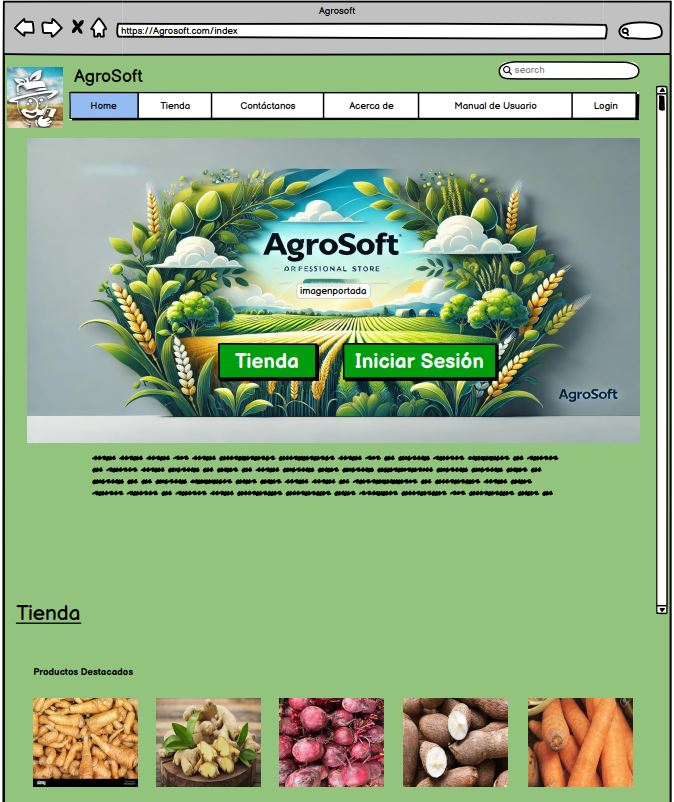 Agrosoft
https://Agrosoft.com/index
AgroSoft
search
Home
Tienda
Contáctanos
Acerca de
Manual de Usuario
Login
AgroSoft
STORE
imagenportada
Tienda
Iniciar Sesión
AgroSoft
Tienda
Productos Destacados